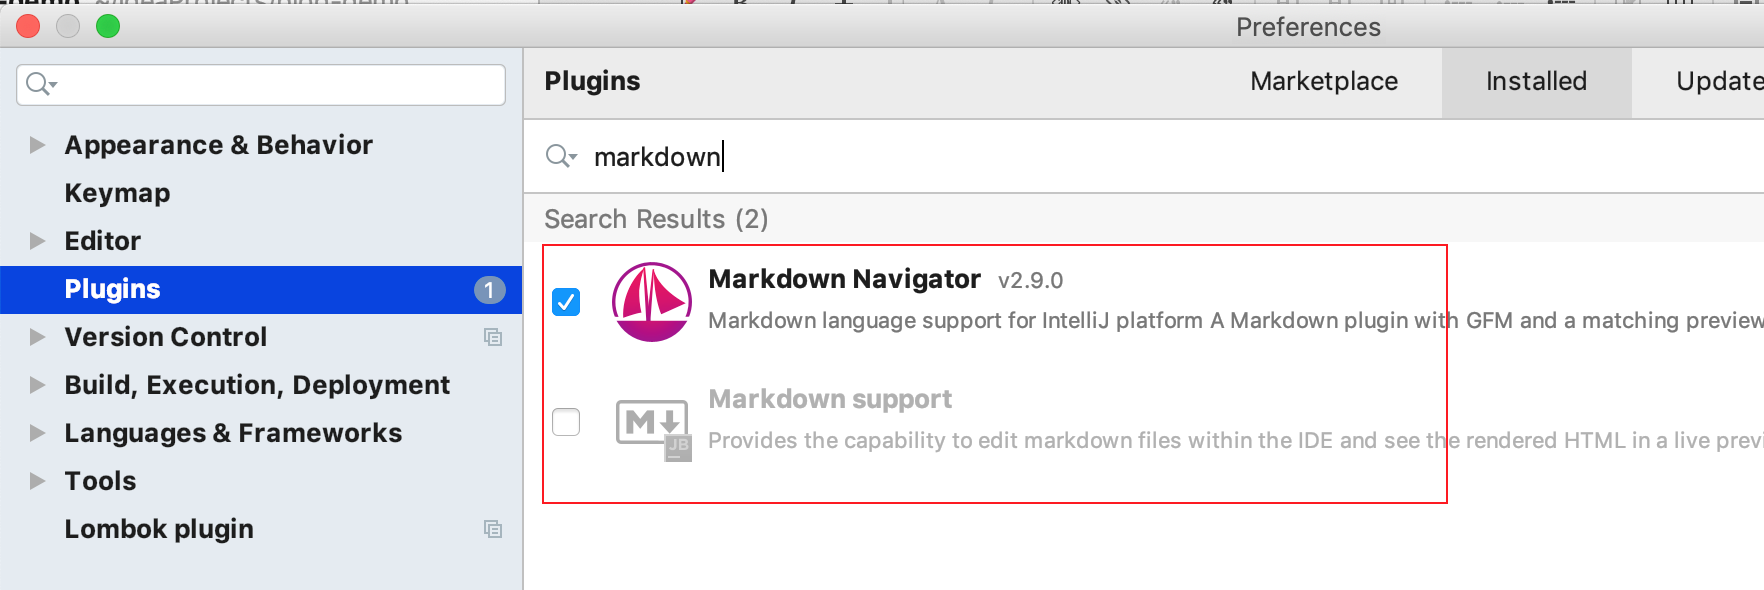 Preferences
Plugins
Marketplace
Installed
Update
Appearance & Behavior
Keymap
Editor
Plugins
1
Version Control
Build, Execution, Deployment
Languages & Frameworks
Tools
Lombok plugin
markdown
Search Results (2)
Markdown Navigator v2.9.0
Markdown language support for IntelliJ platform A Markdown plugin with GFM and a matching preview
Markdown support
Provides the capability to edit markdown files within the IDE and see the rendered HTML in a live previ
M
JB